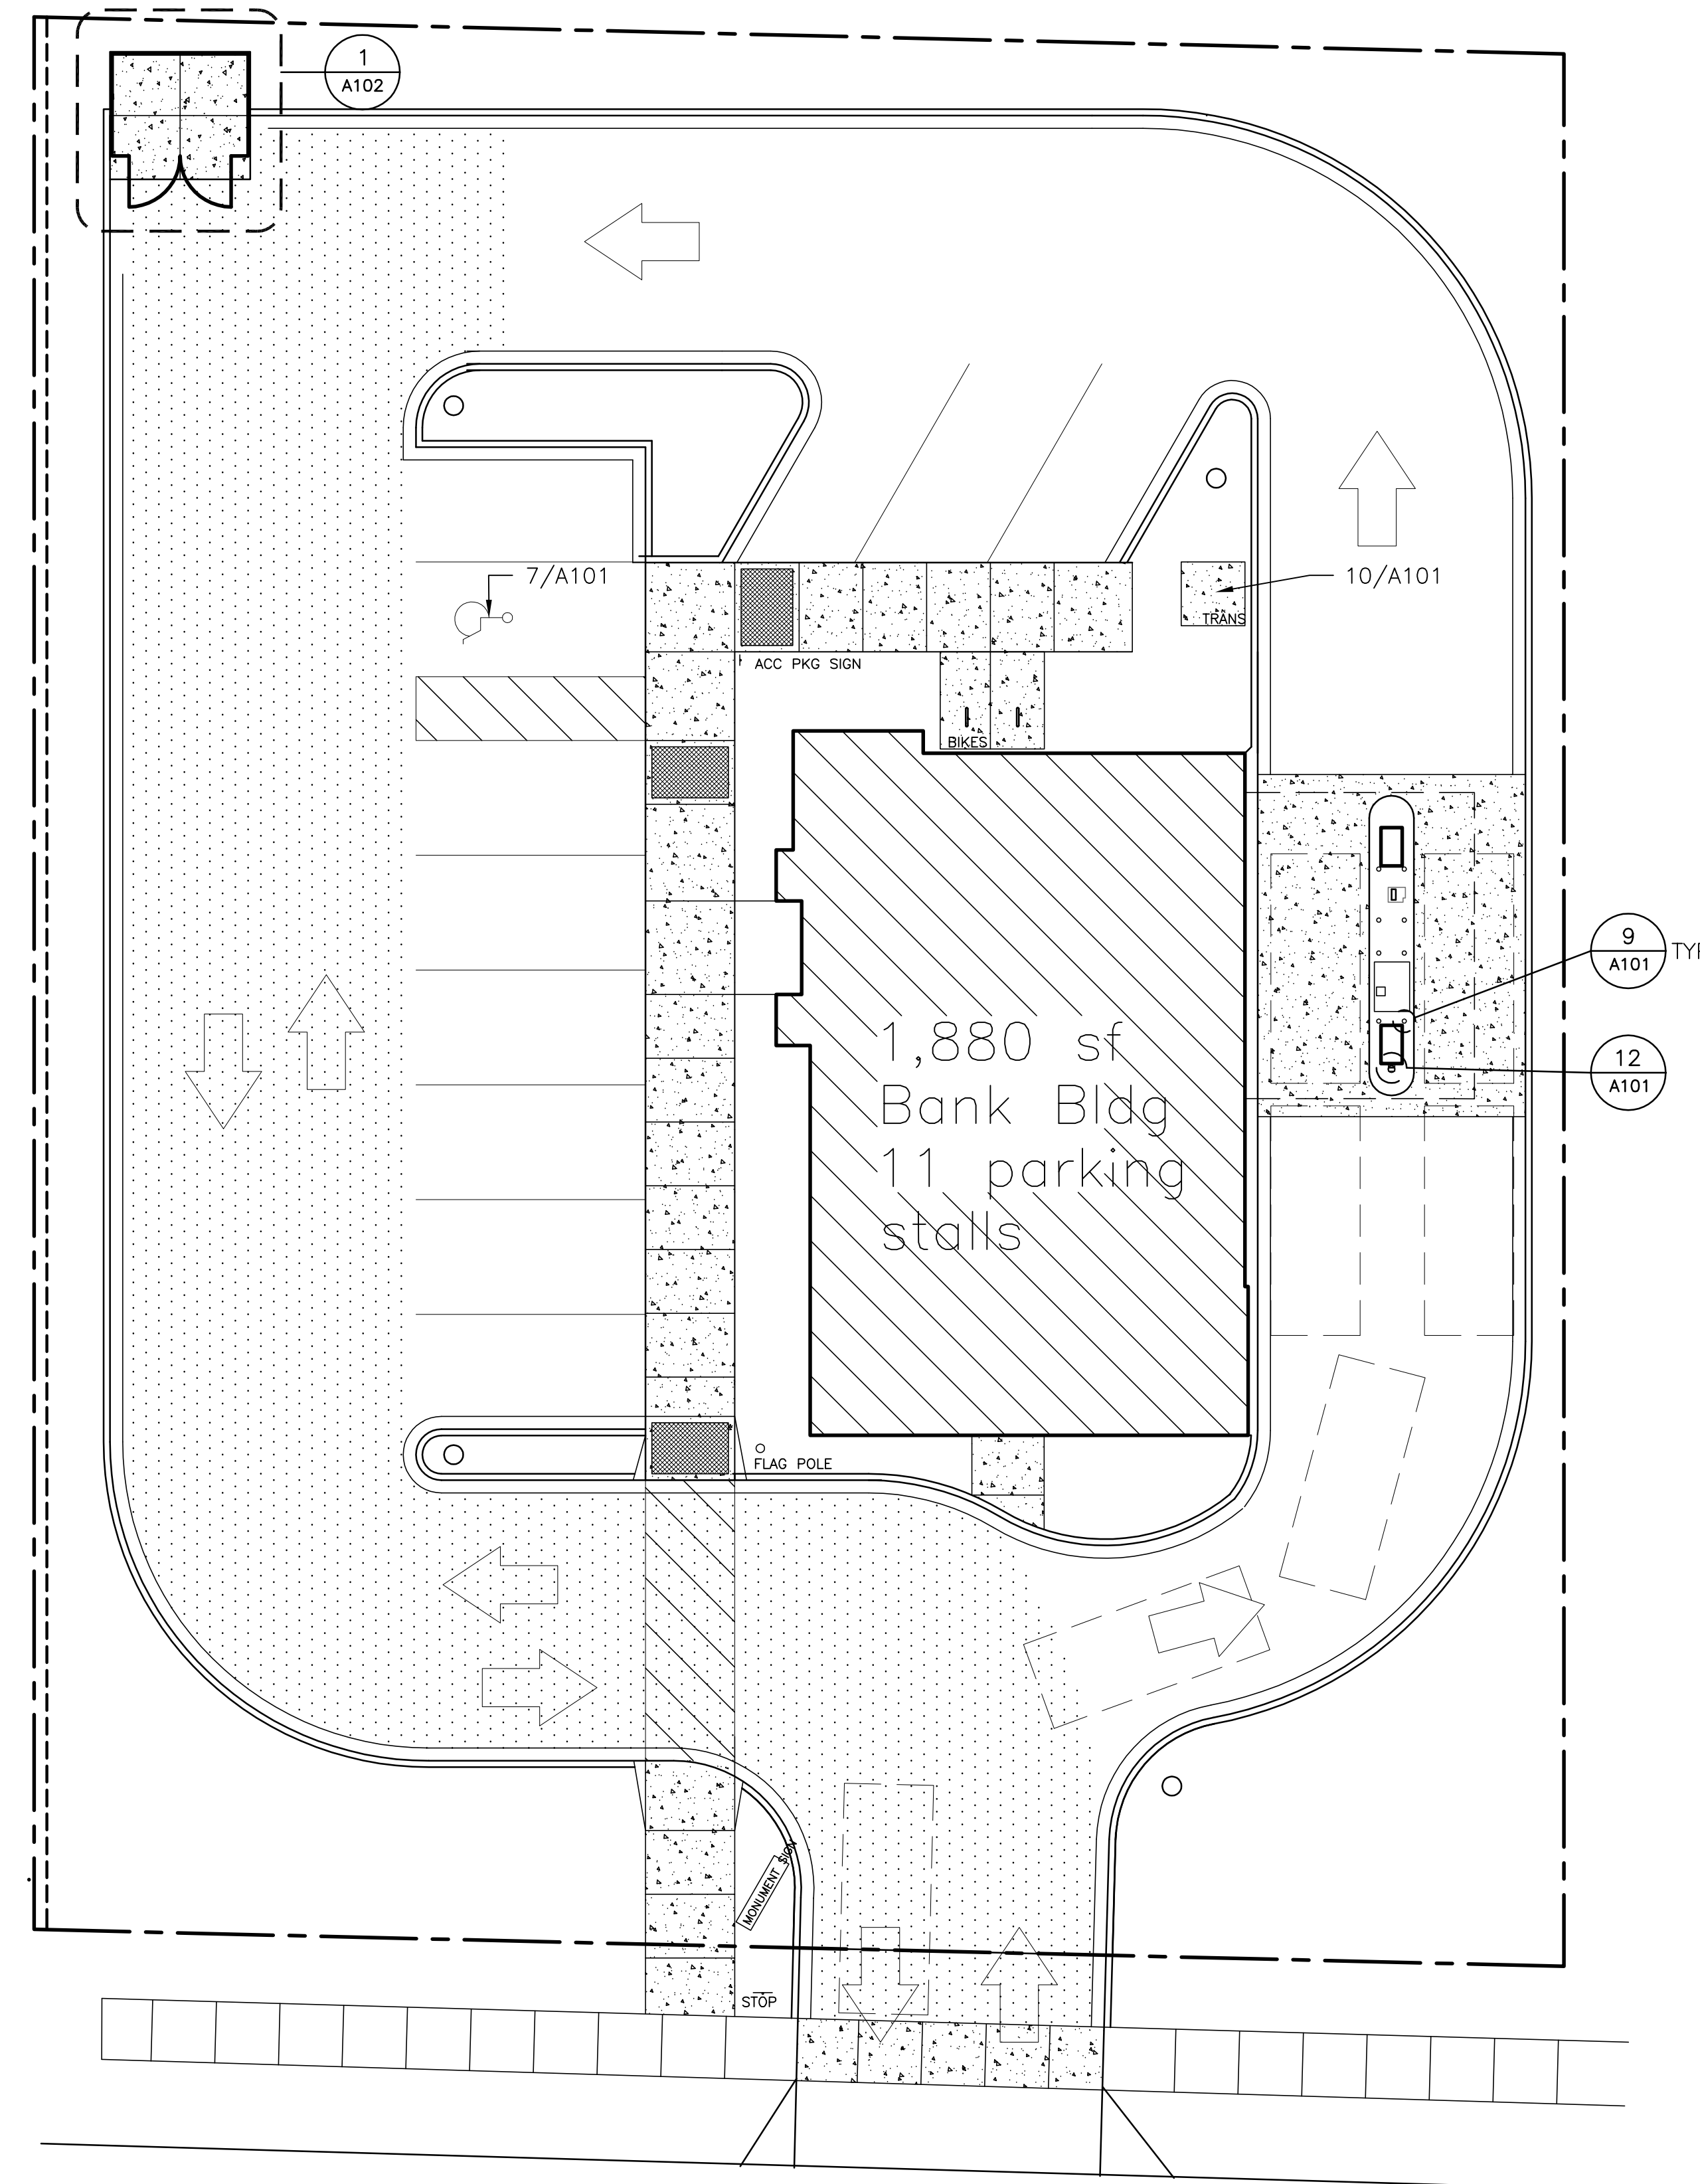 1
A102
7/A101
10/A101
TRANS
ACC PKG SIGN
BIKES
9
A101
TYP
12
A101
1,880 sf
Bank Bldg
11 parking
stalls
FLAG POLE
MONUMENT SIGN
STOP